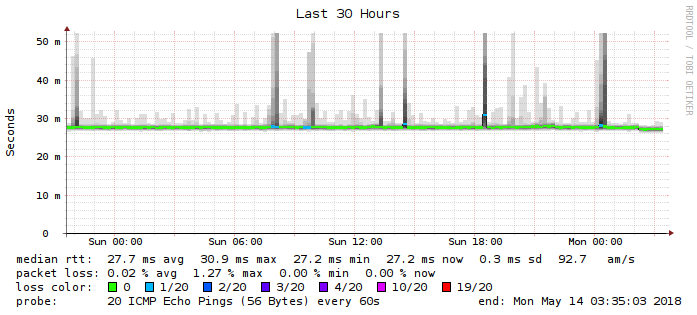 Last 30 Hours
RRDTOOL / TOBI OETIKER
Seconds
50 m
40 m
30 m
20 m
10 m
0
Sun 00:00 Sun 06:00 Sun 12:00 Sun 18:00 Mon 00:00
median rtt: 27.7 ms avg 30.9 ms max 27.2 ms min 27.2 ms now 0.3 ms sd 92.7 am/s
packet loss: 0.02 % avg 1.27 % max 0.00 % min 0.00 % now
loss color: 0 1/20 2/20 3/20 4/20 10/20 19/20
probe: 20 ICMP Echo Pings (56 Bytes) every 60s end: Mon May 14 03:35:03 2018